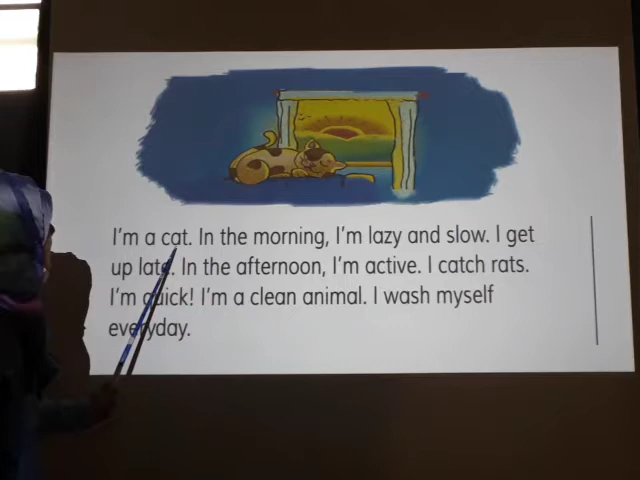 I'm a cat. In the morning, I'm lazy and slow. I get
up late. In the afternoon, I'm active. I catch rats.
I'm quick! I'm a clean animal. I wash myself
everyday.